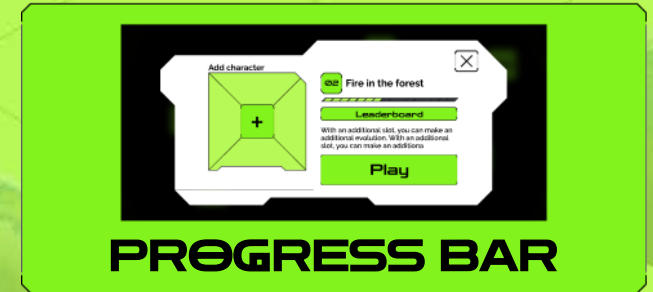 Add character
+
02 Fire in the forest
Leaderboard
With an additional slot, you can make an
additional evolution. With an additional
slot, you can make an additiona
Play
PROGRESS BAR